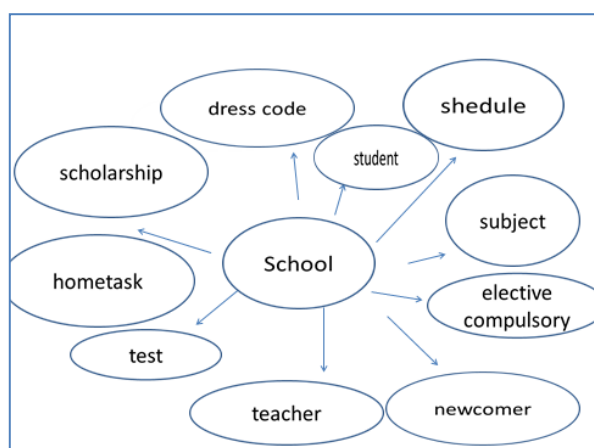 dress code
shedule
student
scholarship
subject
School
hometask
elective
compulsory
test
teacher
newcomer